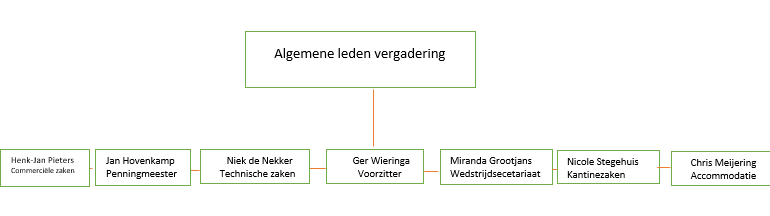 Algemene leden vergadering
Henk-Jan Pieters
Commerciële zaken
Jan Hovenkamp
Penningmeester
Niek de Nekker
Technische zaken
Ger Wieringa
Voorzitter
Miranda Grootjans
Wedstrijdsecretariaat
Nicole Stegehuis
Kantinezaken
Chris Meijering
Accommodatie